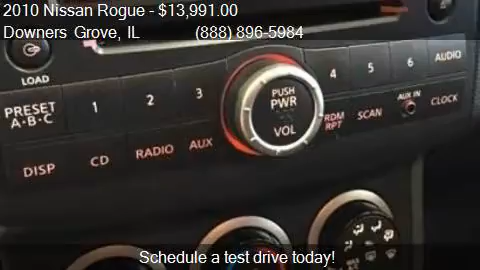 2010 Nissan Rogue - $13,991.00
Downers Grove, IL (888) 896-5984
LOAD
PRESET A·B·C 1 2 3 PUSH PWR VOL 4 5 6 AUDIO
DISP CD RADIO AUX RDM RPT SCAN AUX IN CLOCK
Schedule a test drive today!